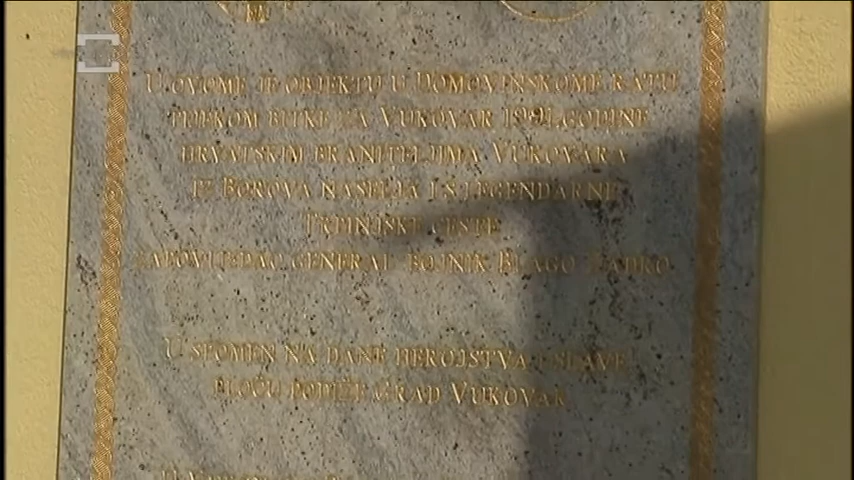 U OVOME JE OBJEKTU U DOMOVINSKOME RATU
TIJEKOM BITKE ZA VUKOVAR 1991. GODINE
HRVATSKIM BRANITELJIMA VUKOVARA
IZ BOROVA NASELJA I S LEGENDARNE
TRPINJSKE CESTE
ZAPOVIJEDAO GENERAL BOJNIK BLAGO ZADRO
U SPOMEN NA DANE HEROJSTVA I SLAVE
PLOČU PODIŽE GRAD VUKOVAR